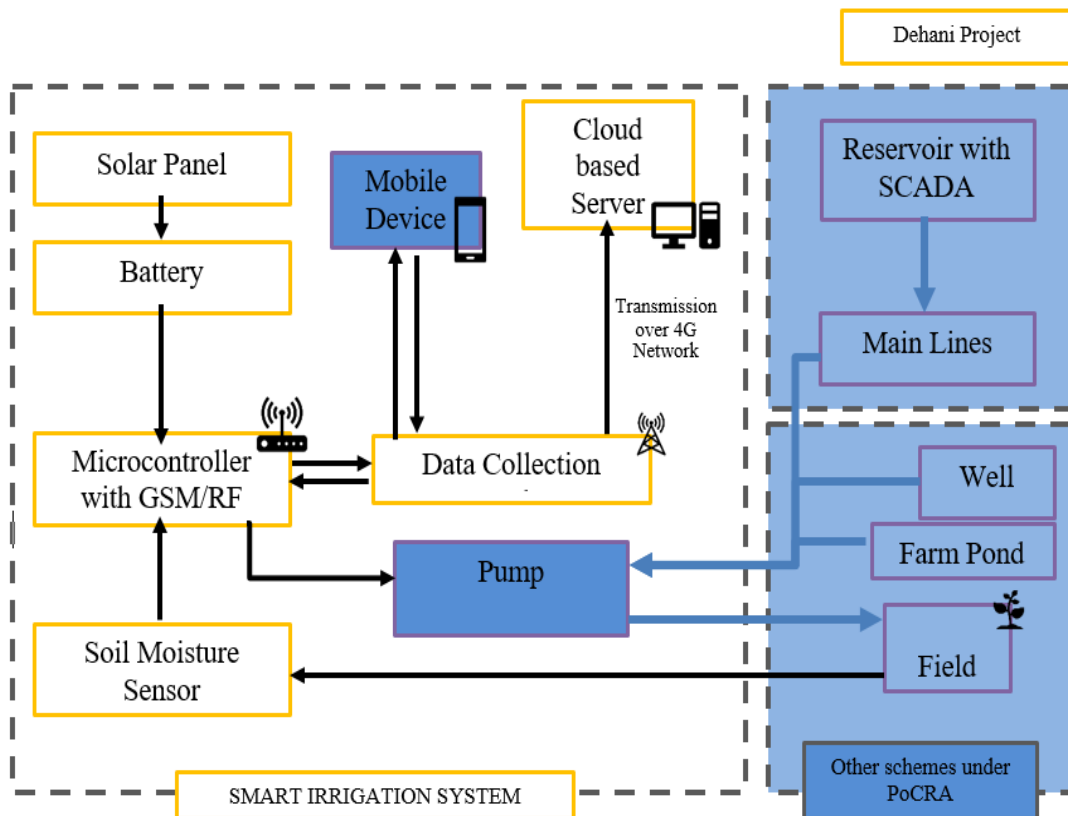 Dehani Project
Solar Panel
Battery
Microcontroller
with GSM/RF
Soil Moisture
Sensor
Mobile
Device
Cloud
based
Server
Transmission
over 4G
Network
Data Collection
Pump
SMART IRRIGATION SYSTEM
Reservoir with
SCADA
Main Lines
Well
Farm Pond
Field
Other schemes under
PoCRA